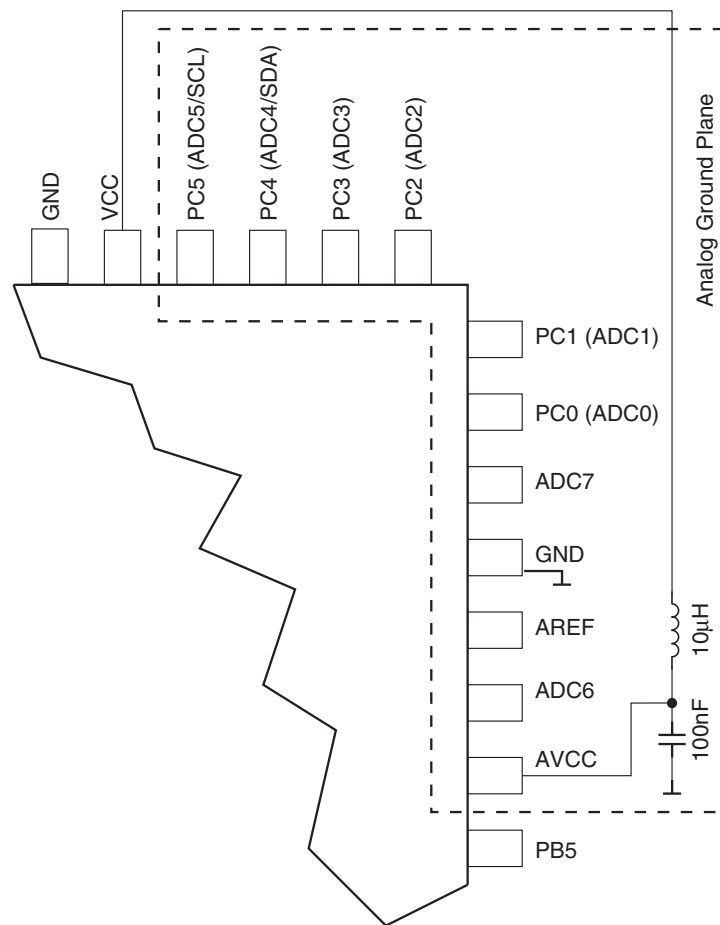 GND
VCC
PC5 (ADC5/SCL)
PC4 (ADC4/SDA)
PC3 (ADC3)
PC2 (ADC2)
Analog Ground Plane
PC1 (ADC1)
PC0 (ADC0)
ADC7
GND
AREF
ADC6
AVCC
PB5
10μH
100nF